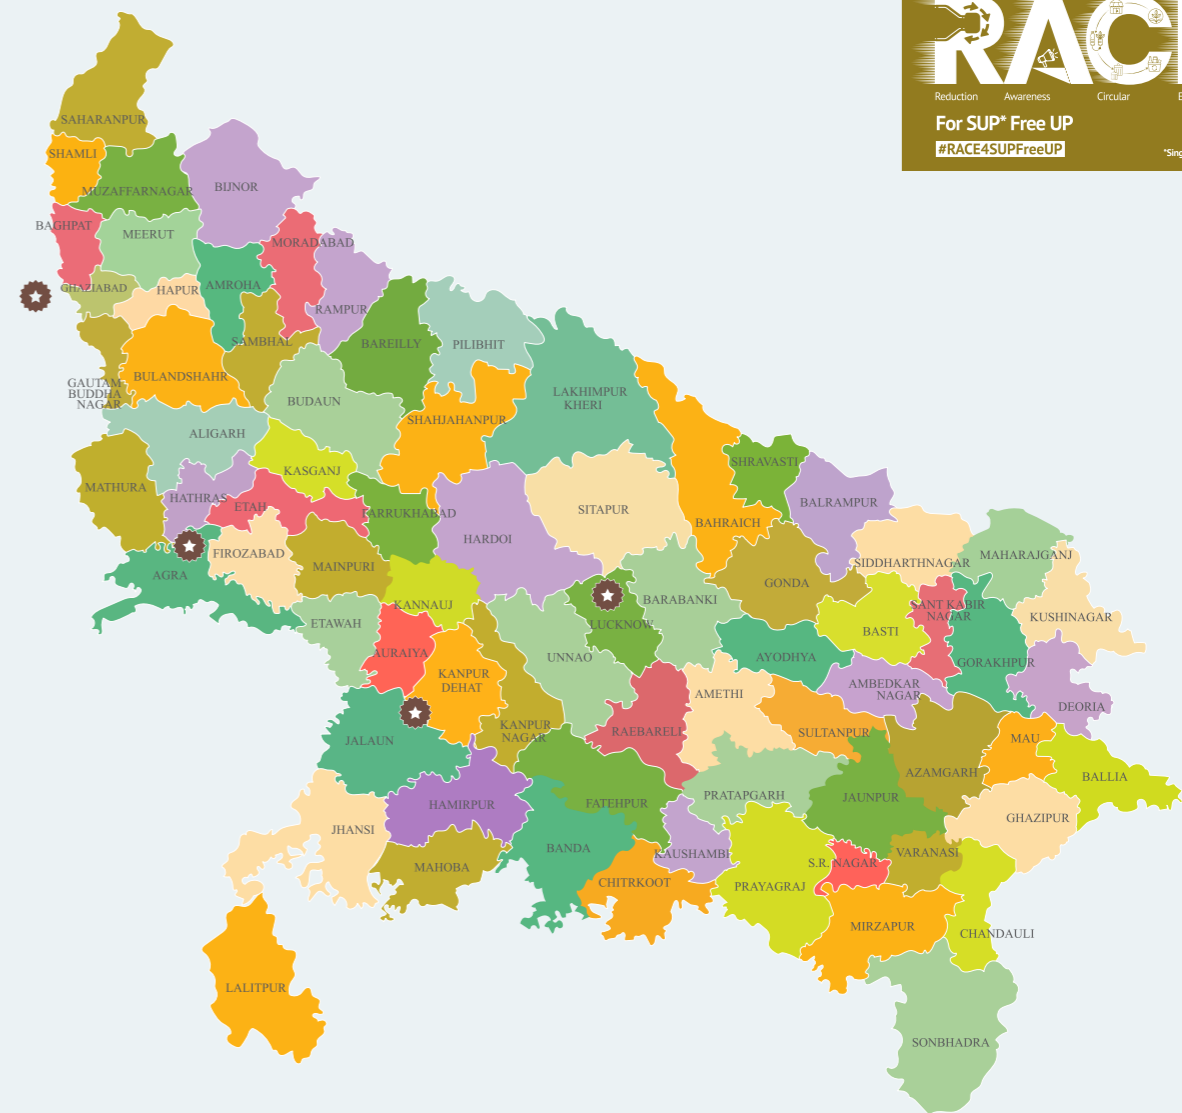 RAC
Reduction Awareness Circular
For SUP* Free UP
#RACE4SUPFreeUP
SAHARANPUR
SHAMLI
MUZAFFARNAGAR
BIJNOR
BAGHPAT
MEERUT
MORADABAD
GHAZIABAD
HAPUR
AMROHA
RAMPUR
SAMBHAL
BAREILLY
PILIBHIT
GAUTAM
BUDDHA
NAGAR
BULANDSHAHR
BUDAUN
SHAHJAHANPUR
LAKHIMPUR
KHERI
ALIGARH
KASGANJ
MATHURA
HATHRAS
ETAH
FARRUKHABAD
HARDOI
SITAPUR
BAHRAICH
SHRAVASTI
BALRAMPUR
AGRA
FIROZABAD
MAINPURI
KANNAUJ
LUCKNOW
BARABANKI
GONDA
SIDDHARTHNAGAR
MAHARAJGANJ
ETAWAH
AURAIYA
UNNAO
AYODHYA
BASTI
SANT KABIR
NAGAR
KUSHINAGAR
GORAKHPUR
KANPUR
DEHAT
KANPUR
NAGAR
RAEBARELI
AMETHI
SULTANPUR
AMBEDKAR
NAGAR
DEORIA
JALAUN
AZAMGARH
MAU
BALLIA
HAMIRPUR
FATEHPUR
PRATAPGARH
JAUNPUR
GHAZIPUR
JHANSI
MAHOBA
BANDA
KAUSHAMBI
CHITRKOOT
PRAYAGRAJ
S.R. NAGAR
VARANASI
MIRZAPUR
CHANDAULI
LALITPUR
SONBHADRA